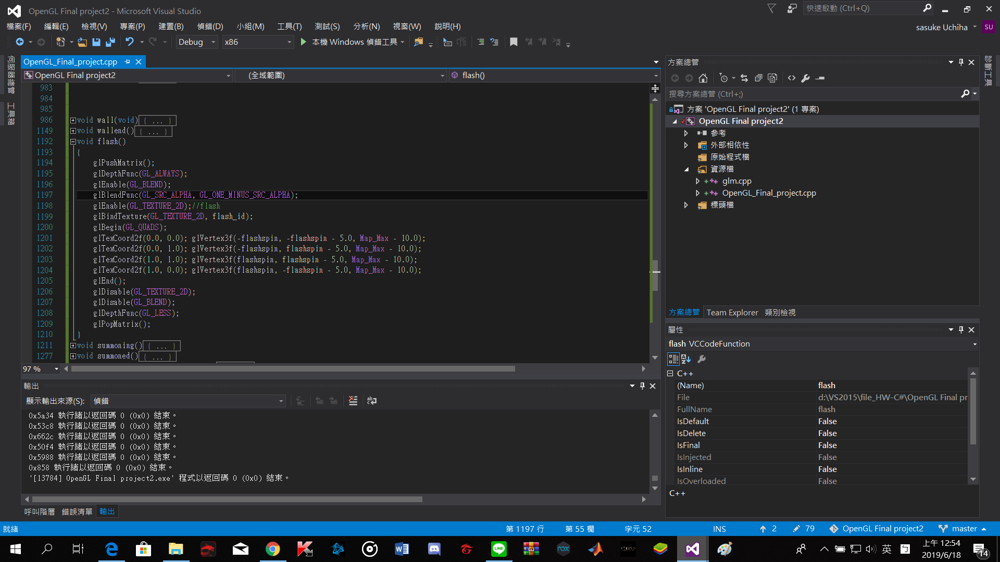 OpenGL Final project2 - Microsoft Visual Studio
快速啟動 (Ctrl+Q)
檔案(F) 編輯(E) 檢視(V) 專案(P) 建置(B) 偵錯(D) 小組(M) 工具(T) 測試(S) 分析(N) 視窗(W) 說明(H)
sasuke Uchiha SU
Debug x86 本機 Windows 偵錯工具
伺服器總管
工具箱
OpenGL_Final_project.cpp
OpenGL Final project2 (全域範圍) flash()
983
984
985
986 void wall(void){ ... }
1149 void wallend(){ ... }
1192 void flash()
1193 {
1194 glPushMatrix();
1195 glDepthFunc(GL_ALWAYS);
1196 glEnable(GL_BLEND);
1197 glBlendFunc(GL_SRC_ALPHA, GL_ONE_MINUS_SRC_ALPHA);
1198 glEnable(GL_TEXTURE_2D);//flash
1199 glBindTexture(GL_TEXTURE_2D, flash_id);
1200 glBegin(GL_QUADS);
1201 glTexCoord2f(0.0, 0.0); glVertex3f(-flashspin, -flashspin - 5.0, Map_Max - 10.0);
1202 glTexCoord2f(0.0, 1.0); glVertex3f(-flashspin, flashspin - 5.0, Map_Max - 10.0);
1203 glTexCoord2f(1.0, 1.0); glVertex3f(flashspin, flashspin - 5.0, Map_Max - 10.0);
1204 glTexCoord2f(1.0, 0.0); glVertex3f(flashspin, -flashspin - 5.0, Map_Max - 10.0);
1205 glEnd();
1206 glDisable(GL_TEXTURE_2D);
1207 glDisable(GL_BLEND);
1208 glDepthFunc(GL_LESS);
1209 glPopMatrix();
1210 }
1211 void summoning(){ ... }
1277 void summoned(){ ... }
97 %
輸出
顯示輸出來源(S): 偵錯
0x5a34 執行緒以返回碼 0 (0x0) 結束。
0x53c8 執行緒以返回碼 0 (0x0) 結束。
0x662c 執行緒以返回碼 0 (0x0) 結束。
0x50f4 執行緒以返回碼 0 (0x0) 結束。
0x5988 執行緒以返回碼 0 (0x0) 結束。
0x858 執行緒以返回碼 0 (0x0) 結束。
'[13784] OpenGL Final project2.exe' 程式以返回碼 0 (0x0) 結束。
呼叫階層 錯誤清單 輸出
方案總管
搜尋方案總管 (Ctrl+;)
方案 'OpenGL Final project2' (1 專案)
OpenGL Final project2
參考
外部相依性
原始程式檔
資源檔
glm.cpp
OpenGL_Final_project.cpp
標頭檔
方案總管 Team Explorer 類別檢視
屬性
flash VCCodeFunction
C++
(Name) flash
File d:\VS2015\file_HW-C#\OpenGL Final pr
FullName flash
IsDefault False
IsDelete False
IsFinal False
IsInjected False
IsInline False
IsOverloaded False
C++
診斷工具
就緒 第 1197 行 第 55 欄 字元 52 INS 2 79 OpenGL Final project2 master
英 上午 12:54
2019/6/18
14